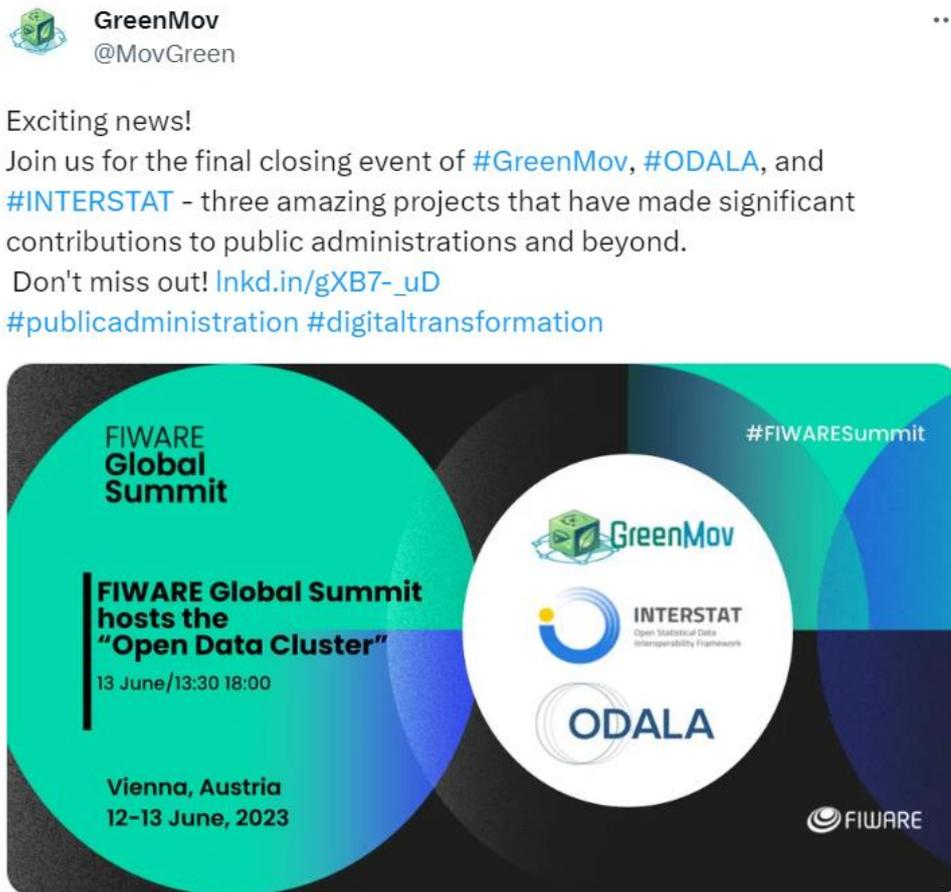 GreenMov
@MovGreen
Exciting news!
Join us for the final closing event of #GreenMov, #ODALA, and
#INTERSTAT - three amazing projects that have made significant
contributions to public administrations and beyond.
Don't miss out! lnkd.in/gXB7-_uD
#publicadministration #digitaltransformation
FIWARE
Global
Summit
FIWARE Global Summit
hosts the
“Open Data Cluster”
13 June/13:30 18:00
Vienna, Austria
12-13 June, 2023
#FIWARESummit
GreenMov
INTERSTAT
Open Statistical Data
Interoperability Framework
ODALA
FIWARE